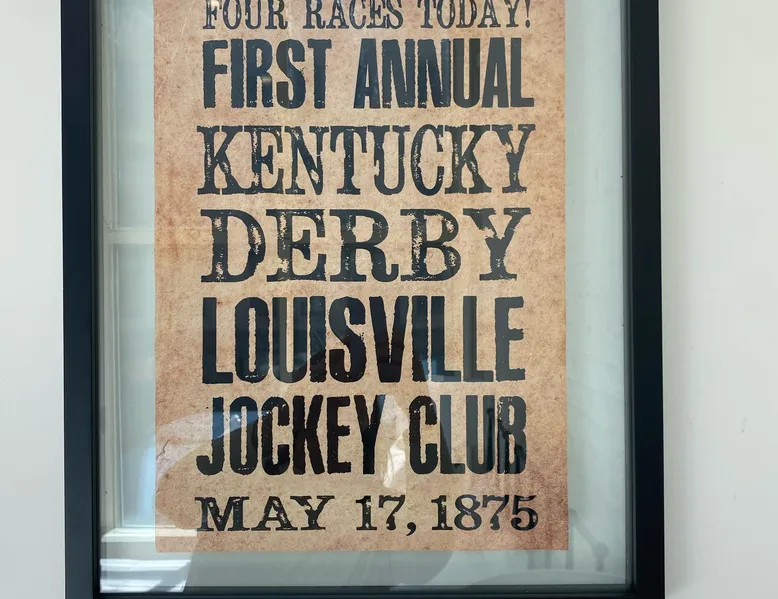 FOUR RACES TODAY!
FIRST ANNUAL
KENTUCKY
DERBY
LOUISVILLE
JOCKEY CLUB
MAY 17, 1875